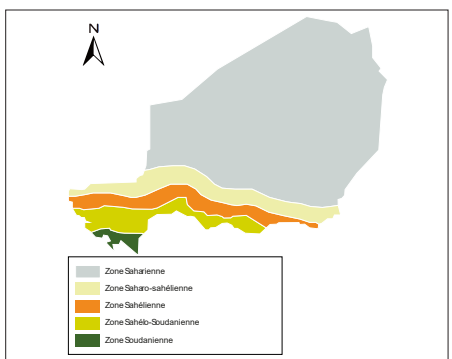 N
Zone Saharienne
Zone Saharo-sahélienne
Zone Sahélienne
Zone Sahélo-Soudanienne
Zone Soudanienne